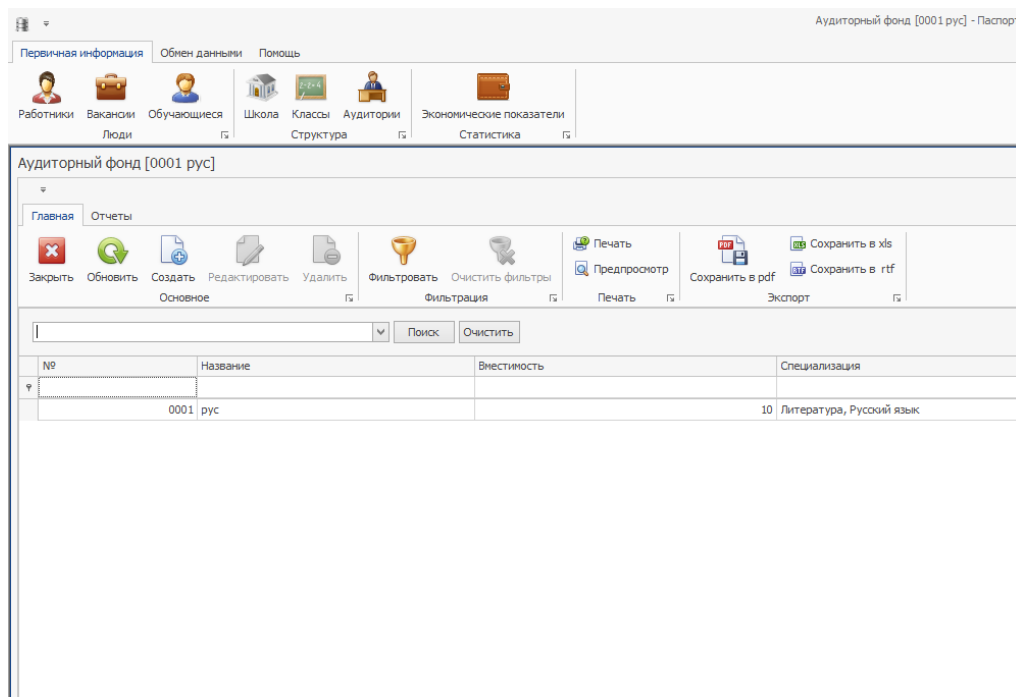 Аудиторный фонд [0001 рус] - Паспорт
Первичная информация Обмен данными Помощь
Работники Вакансии Обучающиеся Школа Классы Аудитории Экономические показатели
Люди Структура Статистика
Аудиторный фонд [0001 рус]
Главная Отчеты
Печать Сохранить в xls
Предпросмотр Сохранить в rtf
Закрыть Обновить Создать Редактировать Удалить Фильтровать Очистить фильтры Сохранить в pdf
Основное Фильтрация Печать Экспорт
Поиск Очистить
№ Название Вместимость Специализация
0001 рус 10 Литература, Русский язык